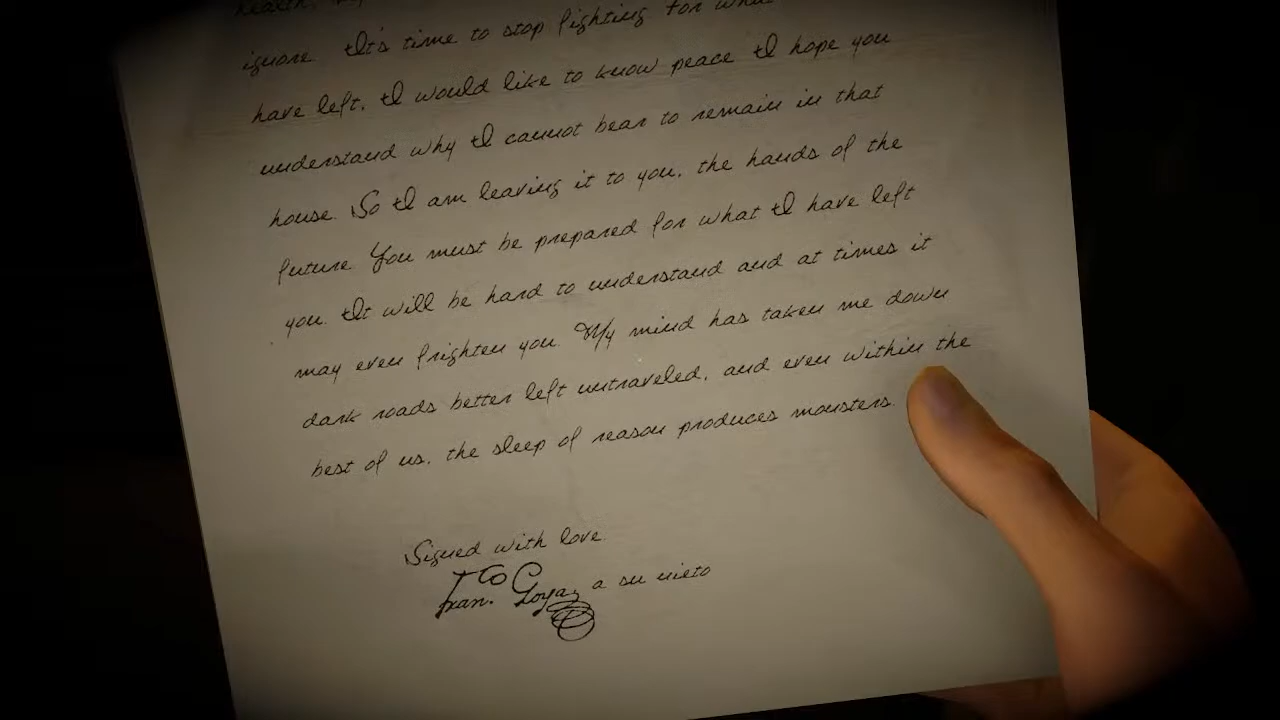 health,
ignore. It's time to stop fighting for what
have left. I would like to know peace I hope you
understand why I cannot bear to remain in that
house. So I am leaving it to you, the hands of the
future. You must be prepared for what I have left
you. It will be hard to understand and at times it
may even frighten you. My mind has taken me down
dark roads better left untraveled, and even within the
best of us, the sleep of reason produces monsters.
Signed with love
Fran.co Goya, a su nieto